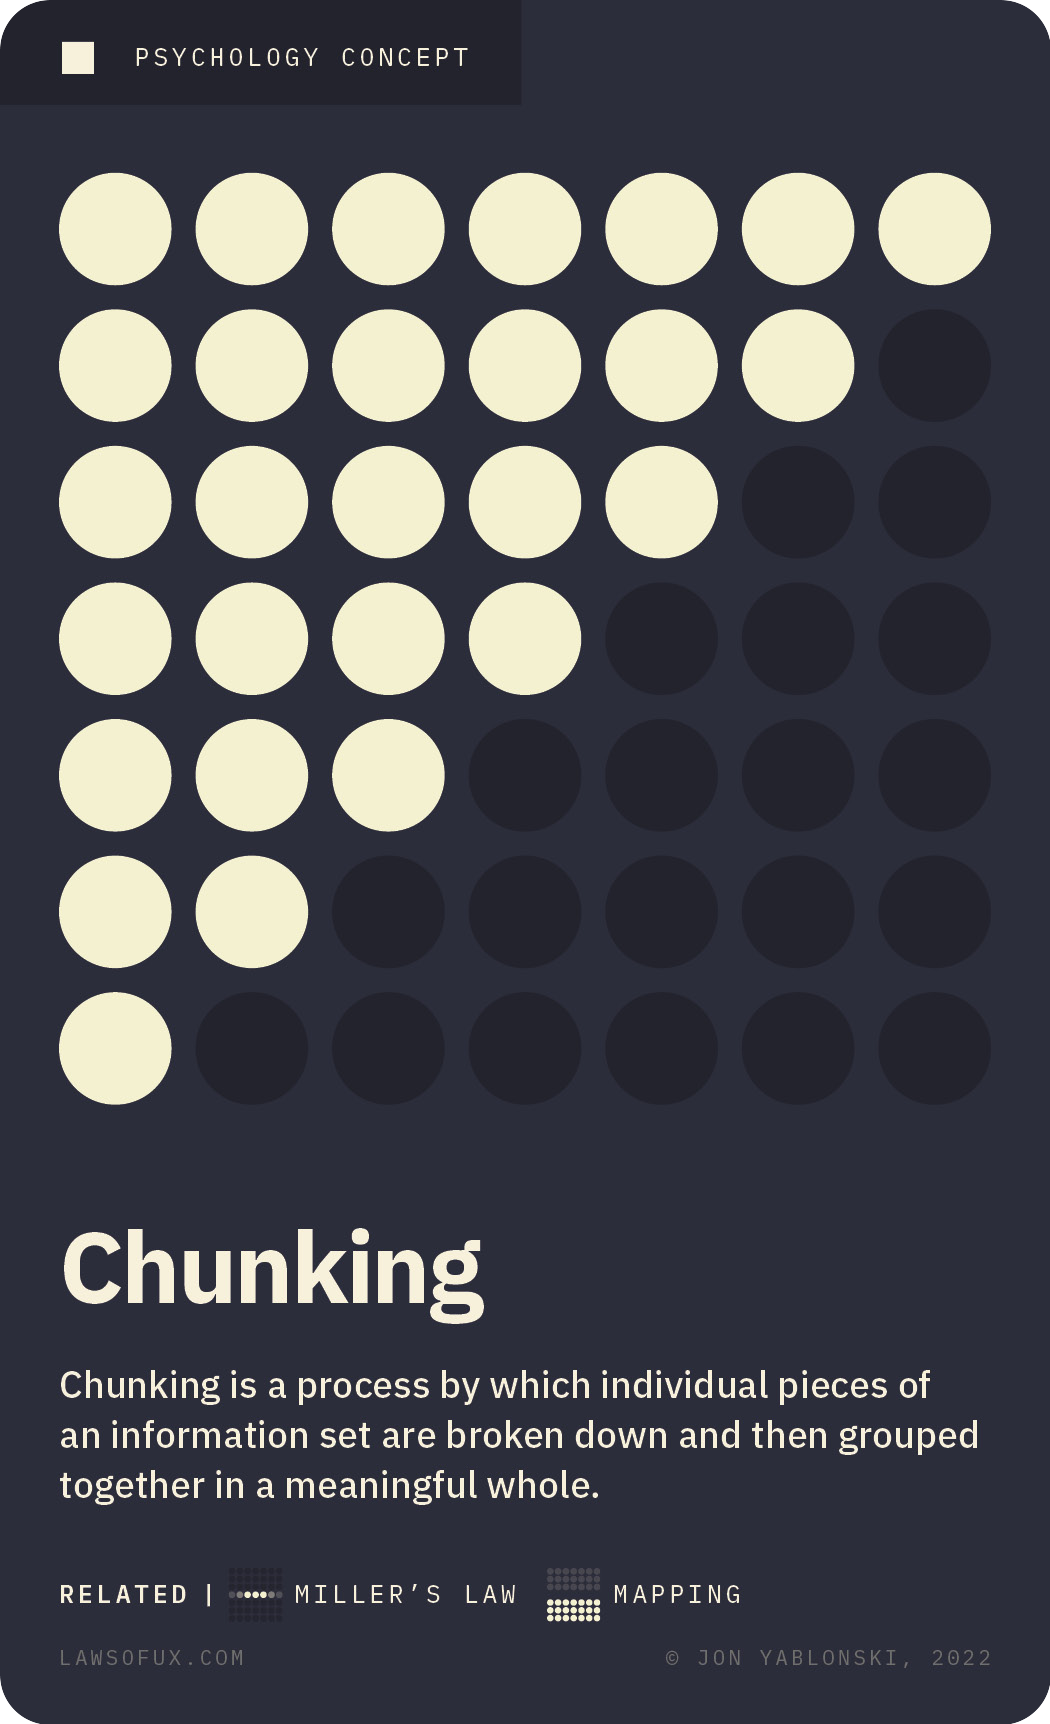 PSYCHOLOGY CONCEPT
Chunking
Chunking is a process by which individual pieces of
an information set are broken down and then grouped
together in a meaningful whole.
RELATED | MILLER’S LAW MAPPING
LAWSOFUX.COM © JON YABLONSKI, 2022